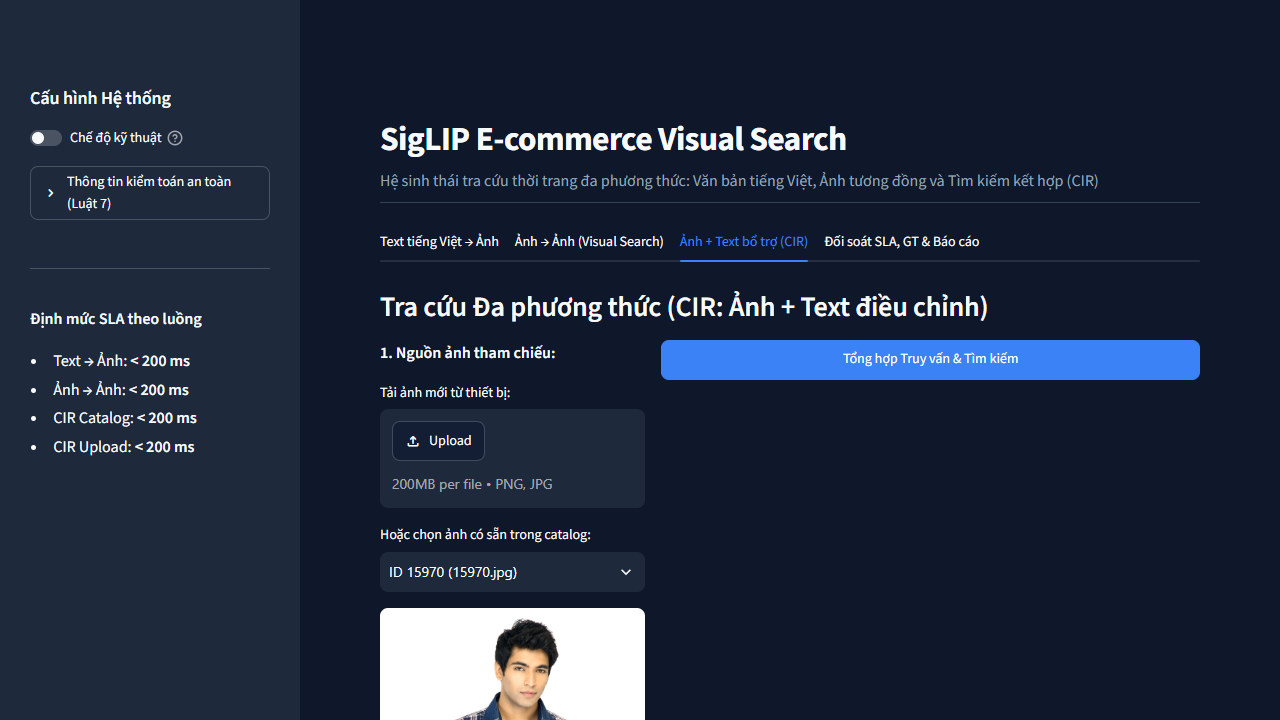 Cấu hình Hệ thống
Chế độ kỹ thuật
Thông tin kiểm toán an toàn
(Luật 7)
Định mức SLA theo luồng
• Text → Ảnh: < 200 ms
• Ảnh → Ảnh: < 200 ms
• CIR Catalog: < 200 ms
• CIR Upload: < 200 ms
SigLIP E-commerce Visual Search
Hệ sinh thái tra cứu thời trang đa phương thức: Văn bản tiếng Việt, Ảnh tương đồng và Tìm kiếm kết hợp (CIR)
Text tiếng Việt → Ảnh Ảnh → Ảnh (Visual Search) Ảnh + Text bổ trợ (CIR) Đối soát SLA, GT & Báo cáo
Tra cứu Đa phương thức (CIR: Ảnh + Text điều chỉnh)
1. Nguồn ảnh tham chiếu:
Tải ảnh mới từ thiết bị:
Upload
200MB per file • PNG, JPG
Hoặc chọn ảnh có sẵn trong catalog:
ID 15970 (15970.jpg)
Tổng hợp Truy vấn & Tìm kiếm